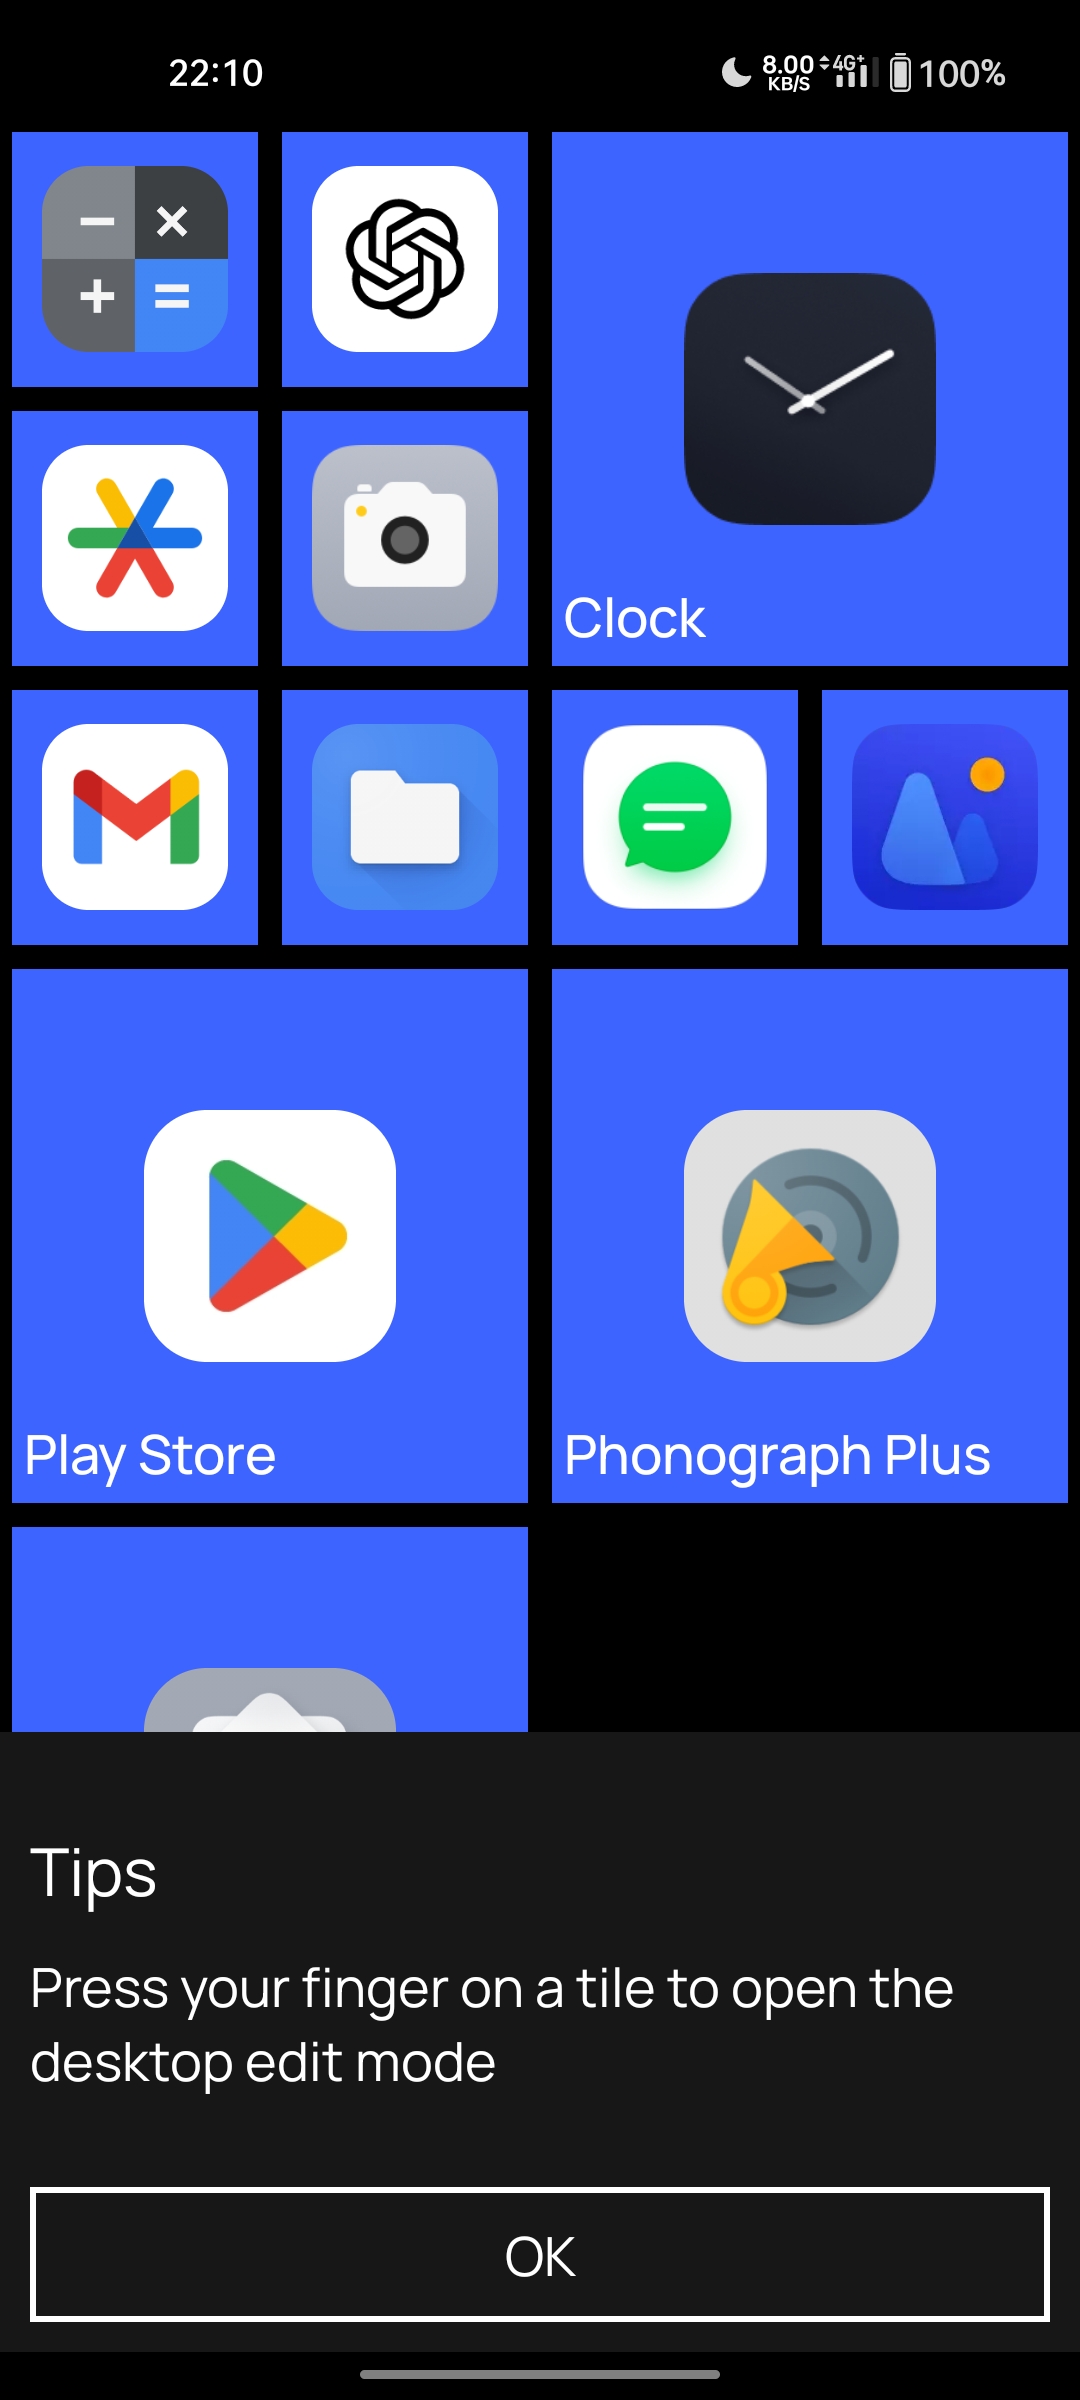 22:10
8.00 4G+ 100%
KB/S
Clock
Play Store
Phonograph Plus
Tips
Press your finger on a tile to open the
desktop edit mode
OK